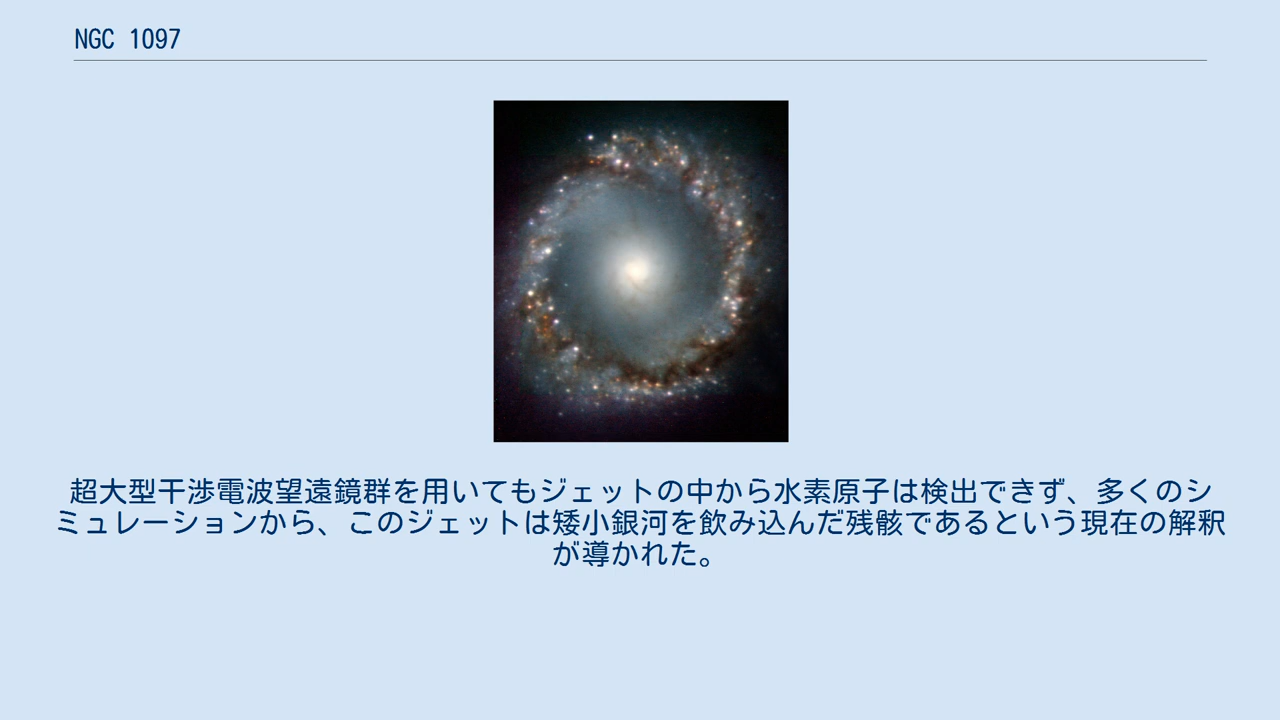 NGC 1097
超大型干渉電波望遠鏡群を用いてもジェットの中から水素原子は検出できず、多くのシ
ミュレーションから、このジェットは矮小銀河を飲み込んだ残骸であるという現在の解釈
が導かれた。